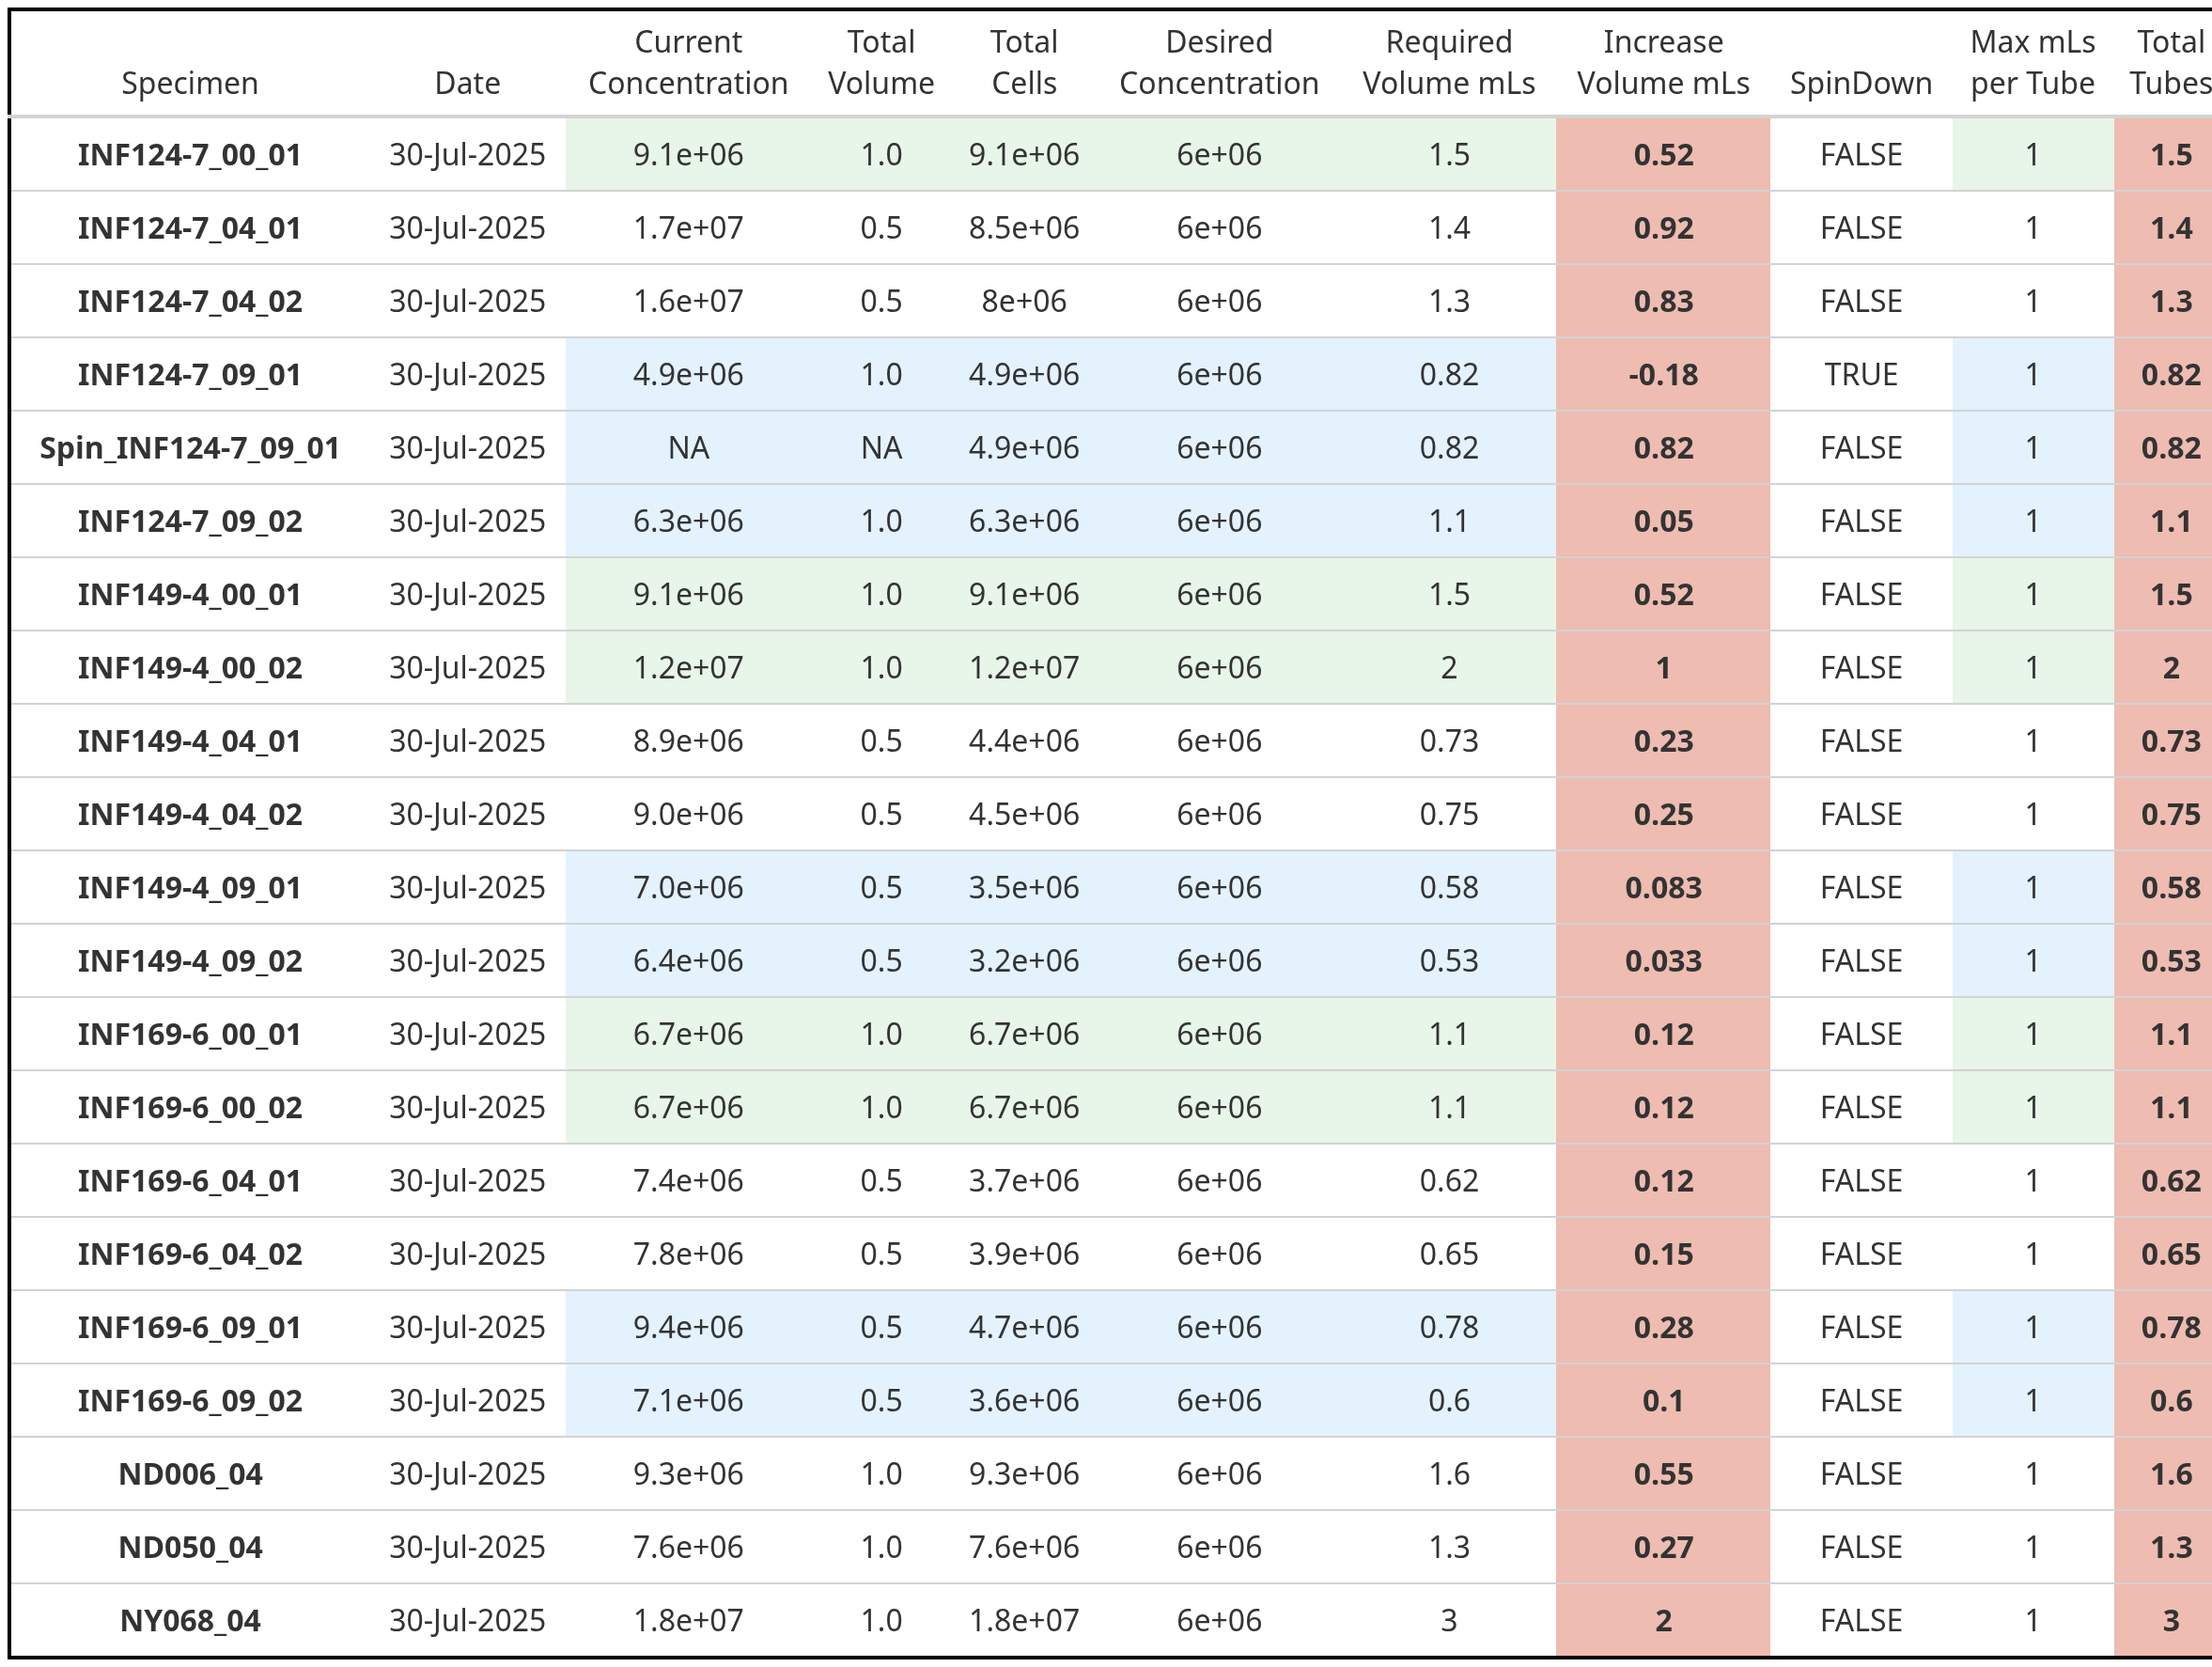 Specimen Date Current Concentration Total Volume Total Cells Desired Concentration Required Volume mLs Increase Volume mLs SpinDown Max mLs per Tube Total Tubes
INF124-7_00_01 30-Jul-2025 9.1e+06 1.0 9.1e+06 6e+06 1.5 0.52 FALSE 1 1.5
INF124-7_04_01 30-Jul-2025 1.7e+07 0.5 8.5e+06 6e+06 1.4 0.92 FALSE 1 1.4
INF124-7_04_02 30-Jul-2025 1.6e+07 0.5 8e+06 6e+06 1.3 0.83 FALSE 1 1.3
INF124-7_09_01 30-Jul-2025 4.9e+06 1.0 4.9e+06 6e+06 0.82 -0.18 TRUE 1 0.82
Spin_INF124-7_09_01 30-Jul-2025 NA NA 4.9e+06 6e+06 0.82 0.82 FALSE 1 0.82
INF124-7_09_02 30-Jul-2025 6.3e+06 1.0 6.3e+06 6e+06 1.1 0.05 FALSE 1 1.1
INF149-4_00_01 30-Jul-2025 9.1e+06 1.0 9.1e+06 6e+06 1.5 0.52 FALSE 1 1.5
INF149-4_00_02 30-Jul-2025 1.2e+07 1.0 1.2e+07 6e+06 2 1 FALSE 1 2
INF149-4_04_01 30-Jul-2025 8.9e+06 0.5 4.4e+06 6e+06 0.73 0.23 FALSE 1 0.73
INF149-4_04_02 30-Jul-2025 9.0e+06 0.5 4.5e+06 6e+06 0.75 0.25 FALSE 1 0.75
INF149-4_09_01 30-Jul-2025 7.0e+06 0.5 3.5e+06 6e+06 0.58 0.083 FALSE 1 0.58
INF149-4_09_02 30-Jul-2025 6.4e+06 0.5 3.2e+06 6e+06 0.53 0.033 FALSE 1 0.53
INF169-6_00_01 30-Jul-2025 6.7e+06 1.0 6.7e+06 6e+06 1.1 0.12 FALSE 1 1.1
INF169-6_00_02 30-Jul-2025 6.7e+06 1.0 6.7e+06 6e+06 1.1 0.12 FALSE 1 1.1
INF169-6_04_01 30-Jul-2025 7.4e+06 0.5 3.7e+06 6e+06 0.62 0.12 FALSE 1 0.62
INF169-6_04_02 30-Jul-2025 7.8e+06 0.5 3.9e+06 6e+06 0.65 0.15 FALSE 1 0.65
INF169-6_09_01 30-Jul-2025 9.4e+06 0.5 4.7e+06 6e+06 0.78 0.28 FALSE 1 0.78
INF169-6_09_02 30-Jul-2025 7.1e+06 0.5 3.6e+06 6e+06 0.6 0.1 FALSE 1 0.6
ND006_04 30-Jul-2025 9.3e+06 1.0 9.3e+06 6e+06 1.6 0.55 FALSE 1 1.6
ND050_04 30-Jul-2025 7.6e+06 1.0 7.6e+06 6e+06 1.3 0.27 FALSE 1 1.3
NY068_04 30-Jul-2025 1.8e+07 1.0 1.8e+07 6e+06 3 2 FALSE 1 3